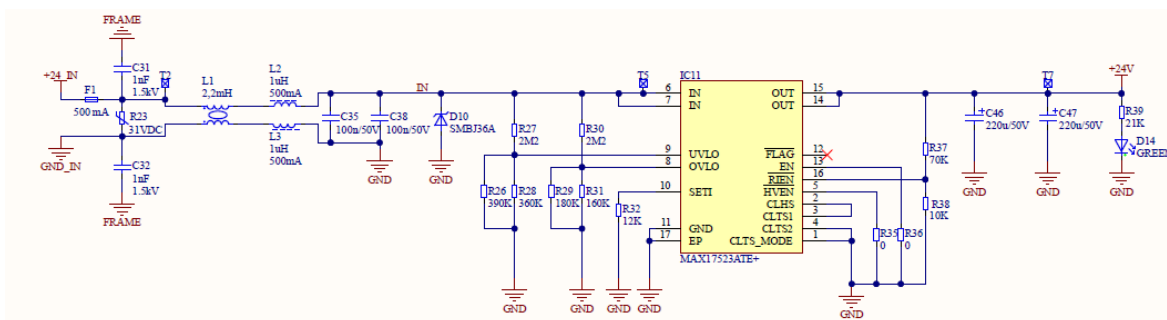 FRAME
C31
1nF
1.5kV
+24_IN
F1
500mA
T2
L1
2,2mH
L2
1uH
500mA
R23
31VDC
GND_IN
C32
1nF
1.5kV
FRAME
L3
1uH
500mA
C35
100n/50V
C38
100n/50V
GND
IN
D10
SMBJ36A
GND
R27
2M2
R30
2M2
R26
390K
R28
360K
R29
180K
R31
160K
R32
12K
GND
GND
GND
GND
T5
IC11
6
IN
7
IN
9
UVLO
8
OVLO
10
SETI
11
GND
17
EP
OUT
15
OUT
14
FLAG
12
EN
13
RIEN
16
HVEN
5
CLHS
2
CLTS1
3
CLTS2
4
CLTS_MODE
1
MAX17523ATE+
R35
0
R36
0
R37
70K
R38
10K
GND
C46
220u/50V
GND
T7
C47
220u/50V
GND
+24V
R39
21K
D14
GREE
GND